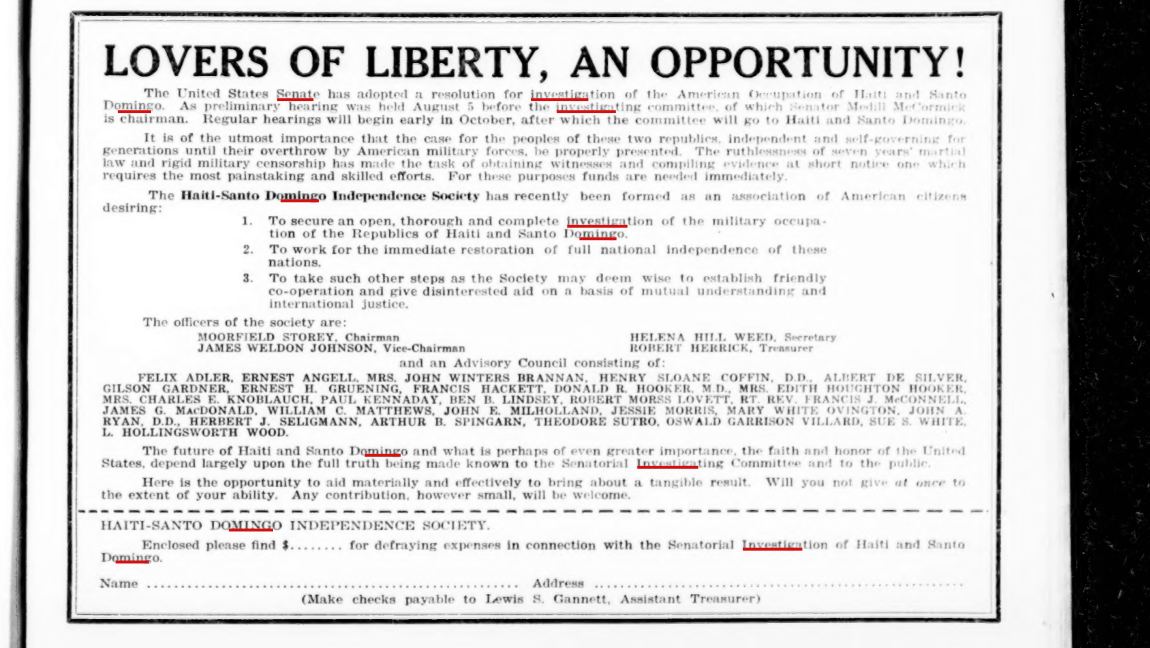 LOVERS OF LIBERTY, AN OPPORTUNITY!
The United States Senate has adopted a resolution for investigation of the American Occupation of Haiti and Santo
Domingo. As preliminary hearing was held August 5 before the investigating committee, of which Senator Medill McCormick
is chairman. Regular hearings will begin early in October, after which the committee will go to Haiti and Santo Domingo.
It is of the utmost importance that the case for the peoples of these two republics, independent and self-governing for
generations until their overthrow by American military forces, be properly presented. The ruthlessness of seven years' martial
law and rigid military censorship has made the task of obtaining witnesses and compiling evidence at short notice one which
requires the most painstaking and skilled efforts. For these purposes funds are needed immediately.
The Haiti-Santo Domingo Independence Society has recently been formed as an association of American citizens
desiring:
1. To secure an open, thorough and complete investigation of the military occupa-
tion of the Republics of Haiti and Santo Domingo.
2. To work for the immediate restoration of full national independence of these
nations.
3. To take such other steps as the Society may deem wise to establish friendly
co-operation and give disinterested aid on a basis of mutual understanding and
international justice.
The officers of the society are:
MOORFIELD STOREY, Chairman HELENA HILL WEED, Secretary
JAMES WELDON JOHNSON, Vice-Chairman ROBERT HERRICK, Treasurer
and an Advisory Council consisting of:
FELIX ADLER, ERNEST ANGELL, MRS. JOHN WINTERS BRANNAN, HENRY SLOANE COFFIN, D.D., ALBERT DE SILVER,
GILSON GARDNER, ERNEST H. GRUENING, FRANCIS HACKETT, DONALD R. HOOKER, M.D., MRS. EDITH HOUGHTON HOOKER,
MRS. CHARLES E. KNOBLAUCH, PAUL KENNADAY, BEN B. LINDSEY, ROBERT MORSS LOVETT, RT. REV. FRANCIS J. McCONNELL,
JAMES G. MacDONALD, WILLIAM C. MATTHEWS, JOHN E. MILHOLLAND, JESSIE MORRIS, MARY WHITE OVINGTON, JOHN A.
RYAN, D.D., HERBERT J. SELIGMANN, ARTHUR B. SPINGARN, THEODORE SUTRO, OSWALD GARRISON VILLARD, SUE S. WHITE,
L. HOLLINGSWORTH WOOD.
The future of Haiti and Santo Domingo and what is perhaps of even greater importance, the faith and honor of the United
States, depend largely upon the full truth being made known to the Senatorial Investigating Committee and to the public.
Here is the opportunity to aid materially and effectively to bring about a tangible result. Will you not give at once to
the extent of your ability. Any contribution, however small, will be welcome.
HAITI-SANTO DOMINGO INDEPENDENCE SOCIETY.
Enclosed please find $........ for defraying expenses in connection with the Senatorial Investigation of Haiti and Santo
Domingo.
Name .................................................... Address ....................................................
(Make checks payable to Lewis S. Gannett, Assistant Treasurer)